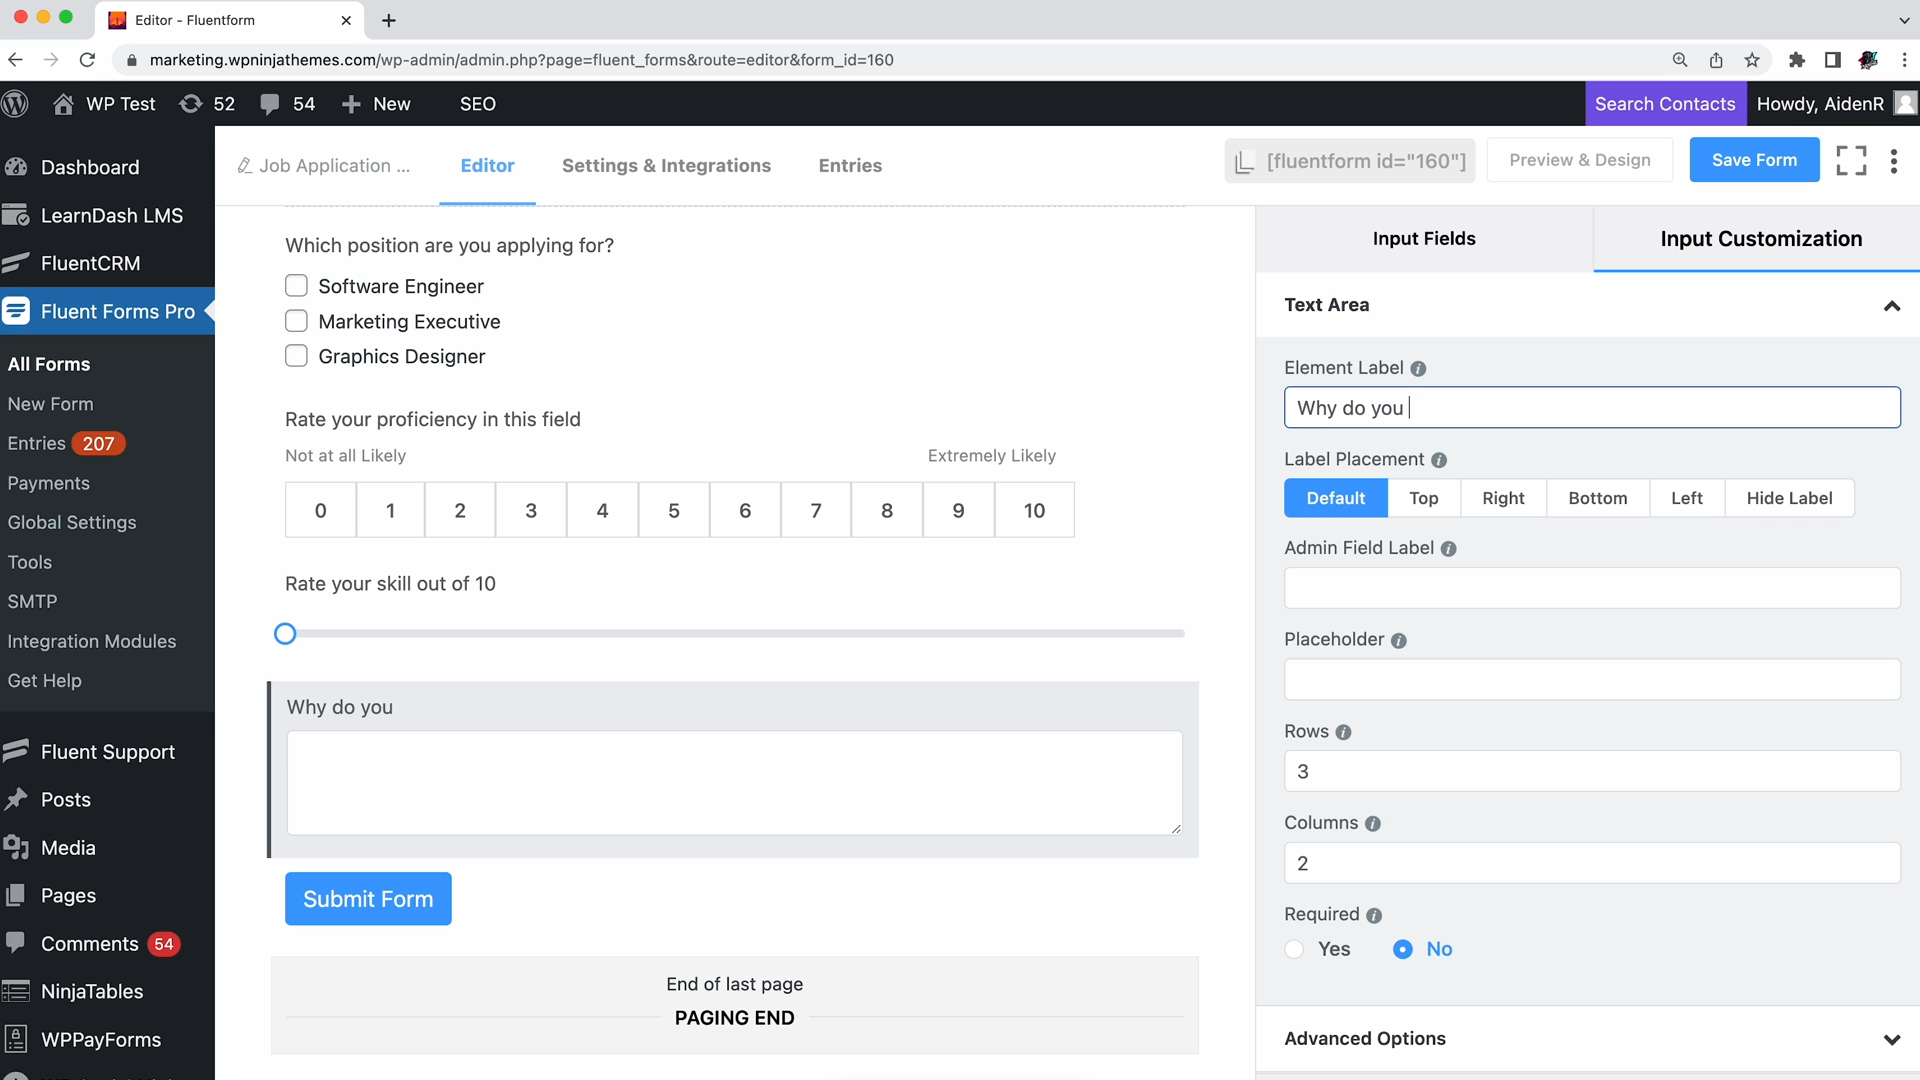 Editor - Fluentform
marketing.wpninjathemes.com/wp-admin/admin.php?page=fluent_forms&route=editor&form_id=160
WP Test
52
54
New
SEO
Search Contacts
Howdy, AidenR
Dashboard
LearnDash LMS
FluentCRM
Fluent Forms Pro
All Forms
New Form
Entries 207
Payments
Global Settings
Tools
SMTP
Integration Modules
Get Help
Fluent Support
Posts
Media
Pages
Comments 54
NinjaTables
WPPayForms
Job Application ...
Editor
Settings & Integrations
Entries
[fluentform id="160"]
Preview & Design
Save Form
Which position are you applying for?
Software Engineer
Marketing Executive
Graphics Designer
Rate your proficiency in this field
Not at all Likely
Extremely Likely
0 1 2 3 4 5 6 7 8 9 10
Rate your skill out of 10
Why do you
Submit Form
End of last page
PAGING END
Input Fields
Input Customization
Text Area
Element Label
Why do you
Label Placement
Default Top Right Bottom Left Hide Label
Admin Field Label
Placeholder
Rows
3
Columns
2
Required
Yes No
Advanced Options